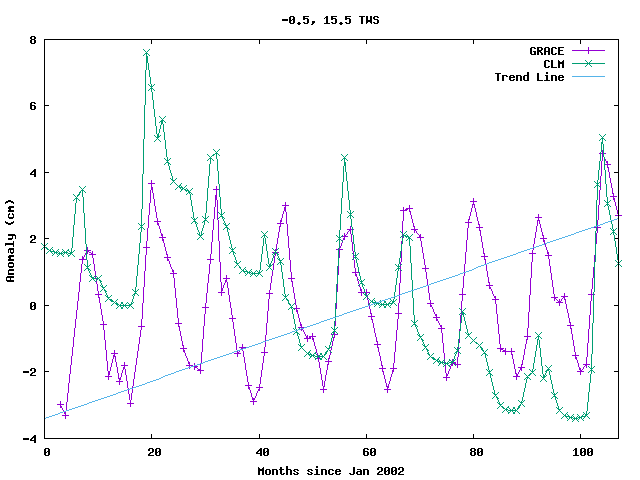 -0.5, 15.5 TWS
GRACE
CLM
Trend Line
8
6
4
2
0
-2
-4
Anomaly (cm)
0 20 40 60 80 100
Months since Jan 2002